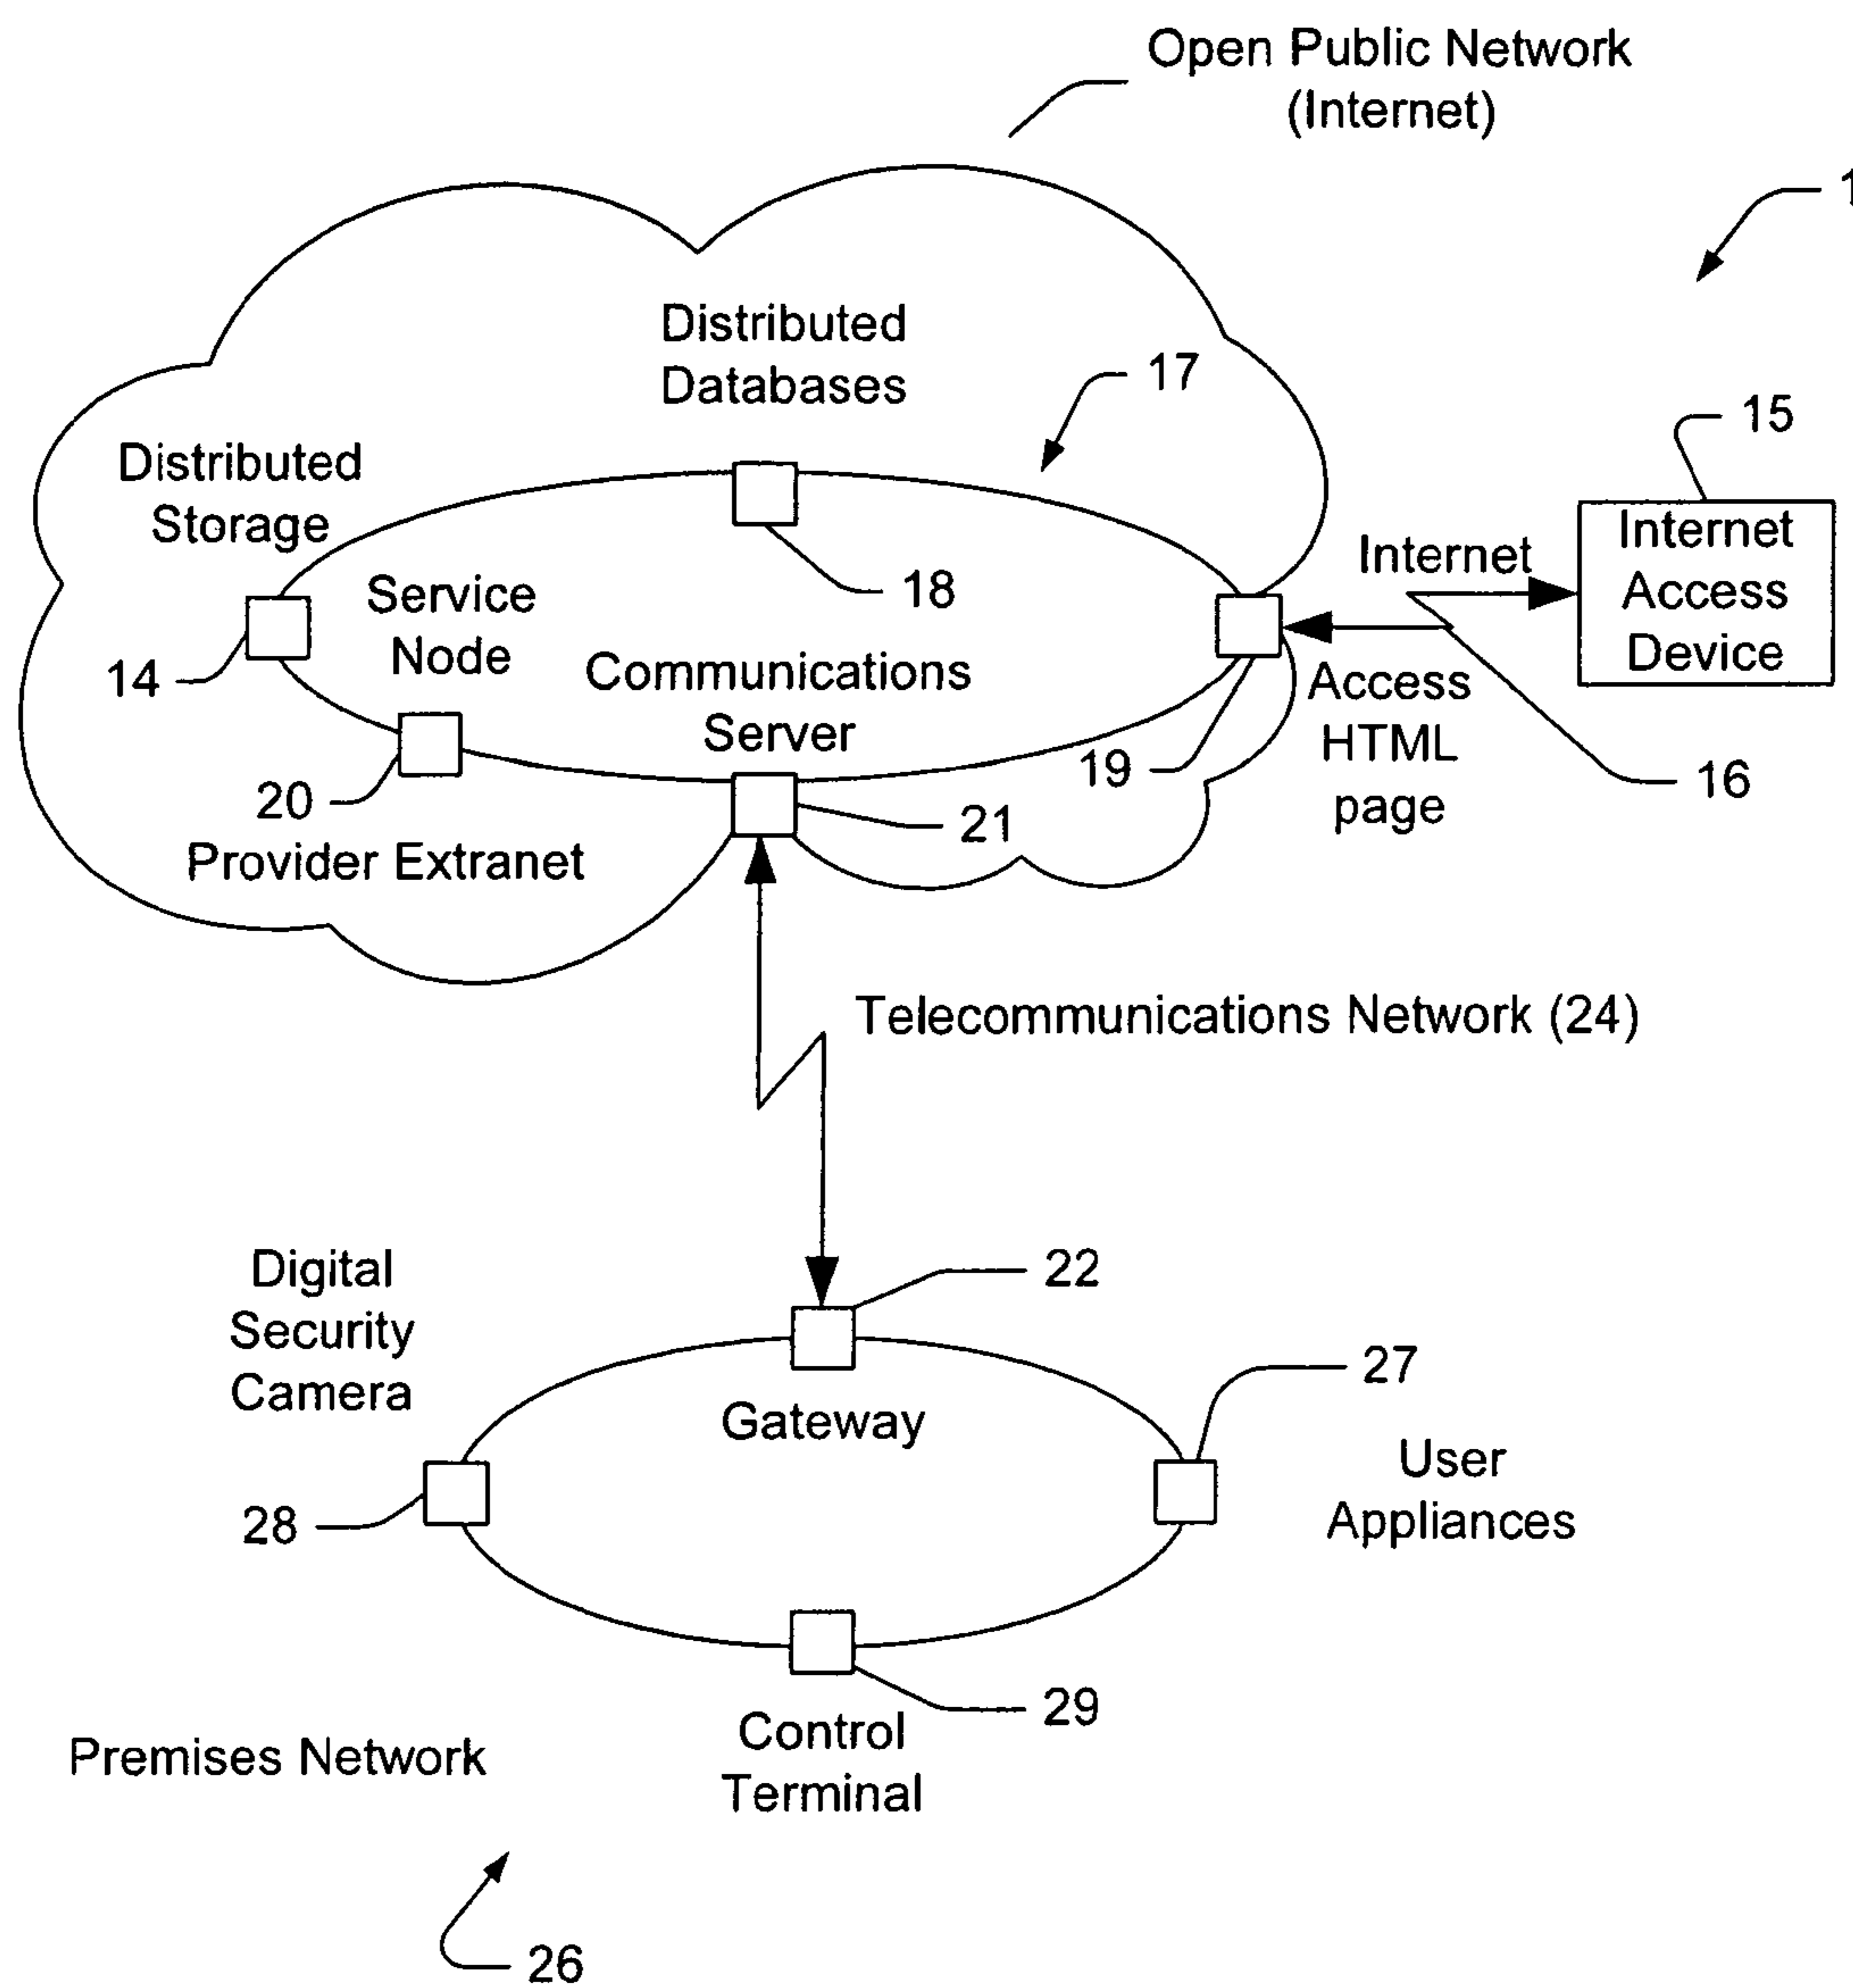 Open Public Network
(Internet)
Distributed
Databases
17
15
Distributed
Storage
Internet
Access
Device
Internet
18
Service
Node
14
Communications
Server
Access
HTML
page
19
16
20
21
Provider Extranet
Telecommunications Network (24)
Digital
Security
Camera
22
27
Gateway
User
Appliances
28
29
Control
Terminal
Premises Network
26